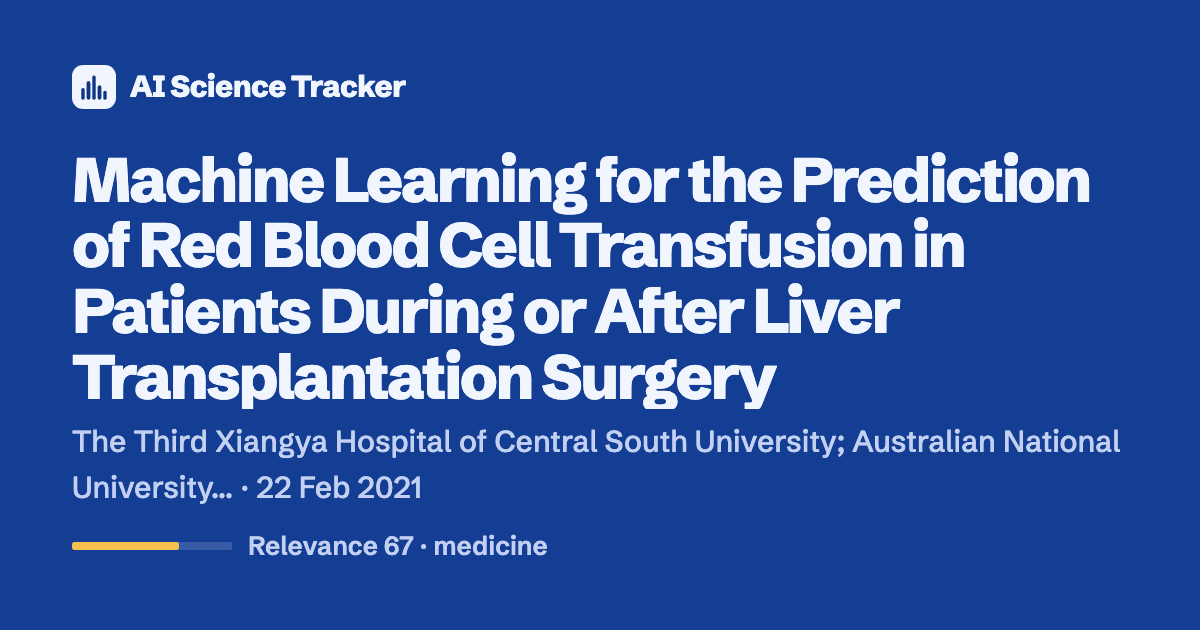 AI Science Tracker
Machine Learning for the Prediction
of Red Blood Cell Transfusion in
Patients During or After Liver
Transplantation Surgery
The Third Xiangya Hospital of Central South University; Australian National
University... · 22 Feb 2021
Relevance 67 · medicine